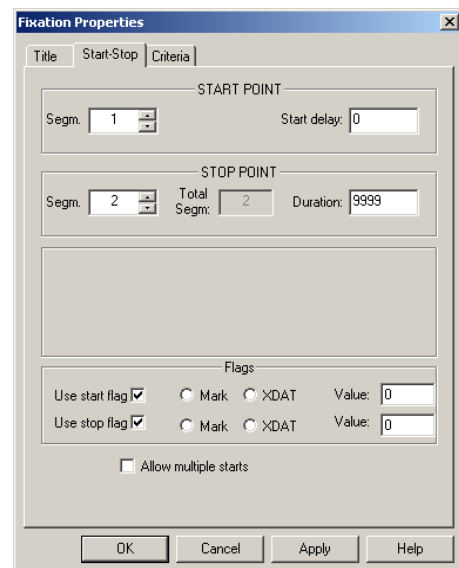 Fixation Properties
Title Start-Stop Criteria
START POINT
Segm. 1 Start delay: 0
STOP POINT
Segm. 2 Total Segm: 2 Duration: 9999
Flags
Use start flag Mark XDAT Value: 0
Use stop flag Mark XDAT Value: 0
Allow multiple starts
OK Cancel Apply Help